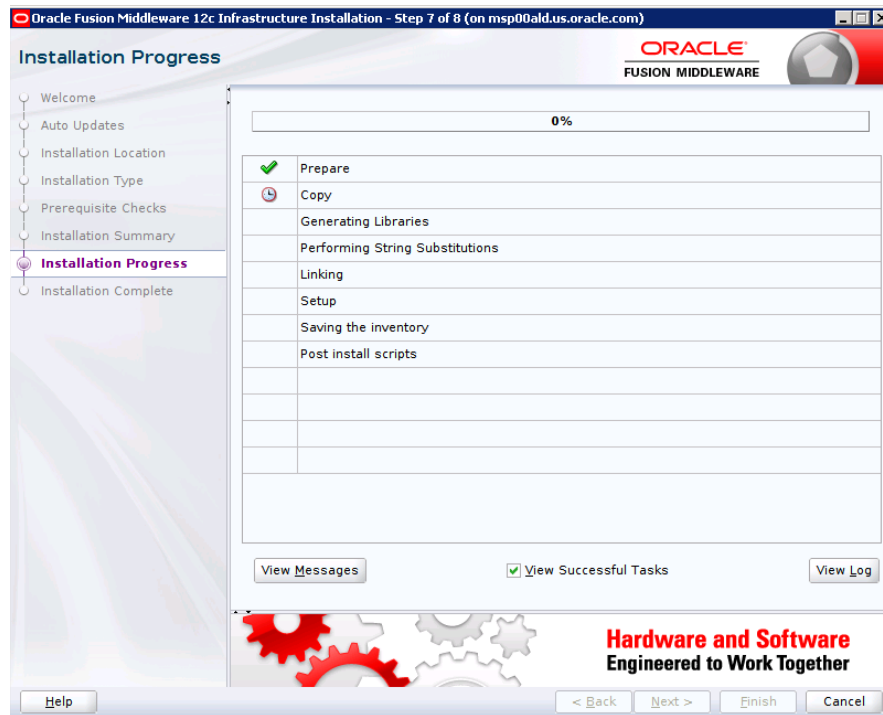 Oracle Fusion Middleware 12c Infrastructure Installation - Step 7 of 8 (on msp00ald.us.oracle.com)
Installation Progress
ORACLE
FUSION MIDDLEWARE
Welcome
Auto Updates
Installation Location
Installation Type
Prerequisite Checks
Installation Summary
Installation Progress
Installation Complete
0%
Prepare
Copy
Generating Libraries
Performing String Substitutions
Linking
Setup
Saving the inventory
Post install scripts
View Messages
View Successful Tasks
View Log
Hardware and Software
Engineered to Work Together
Help
< Back
Next >
Finish
Cancel